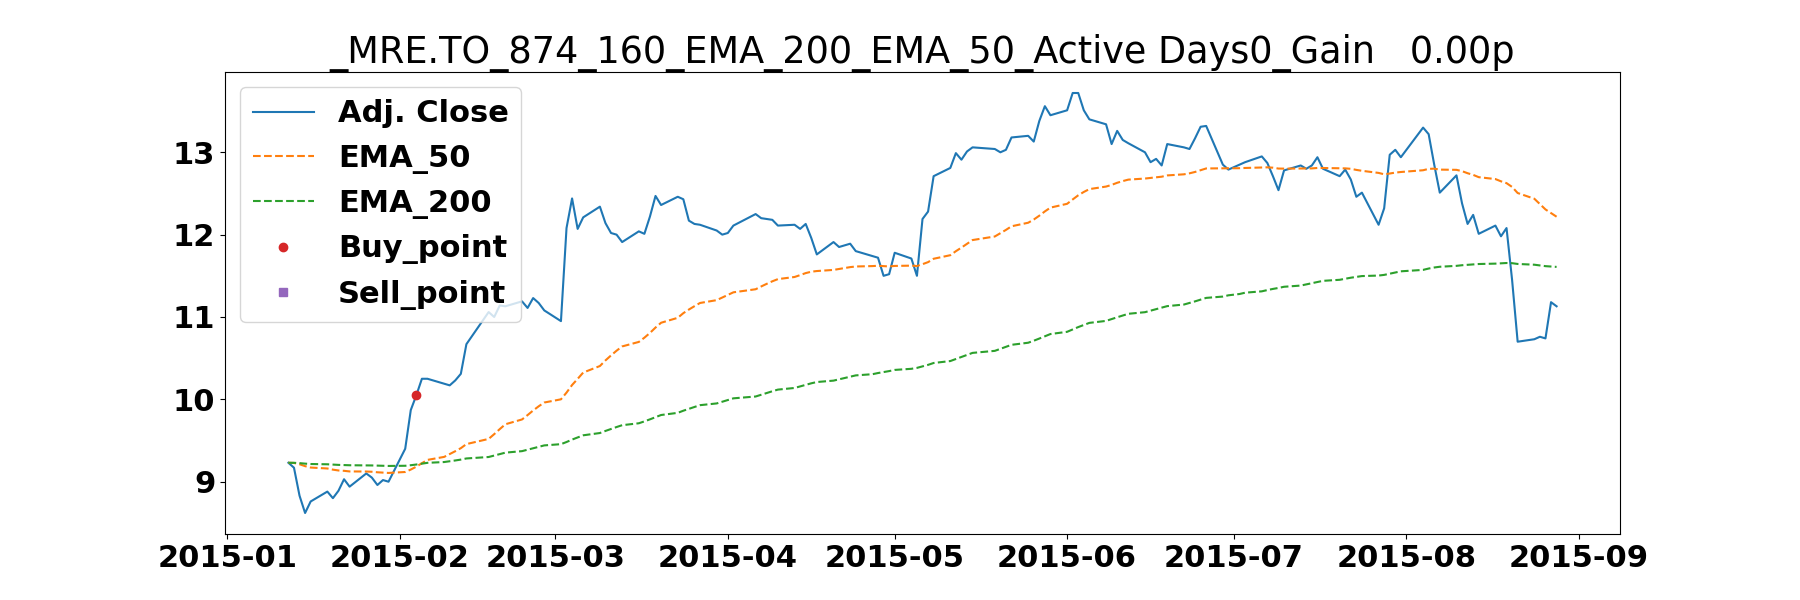 _MRE.TO_874_160_EMA_200_EMA_50_Active Days0_Gain   0.00p
Adj. Close
EMA_50
EMA_200
Buy_point
Sell_point
13
12
11
10
9
2015-01 2015-02 2015-03 2015-04 2015-05 2015-06 2015-07 2015-08 2015-09